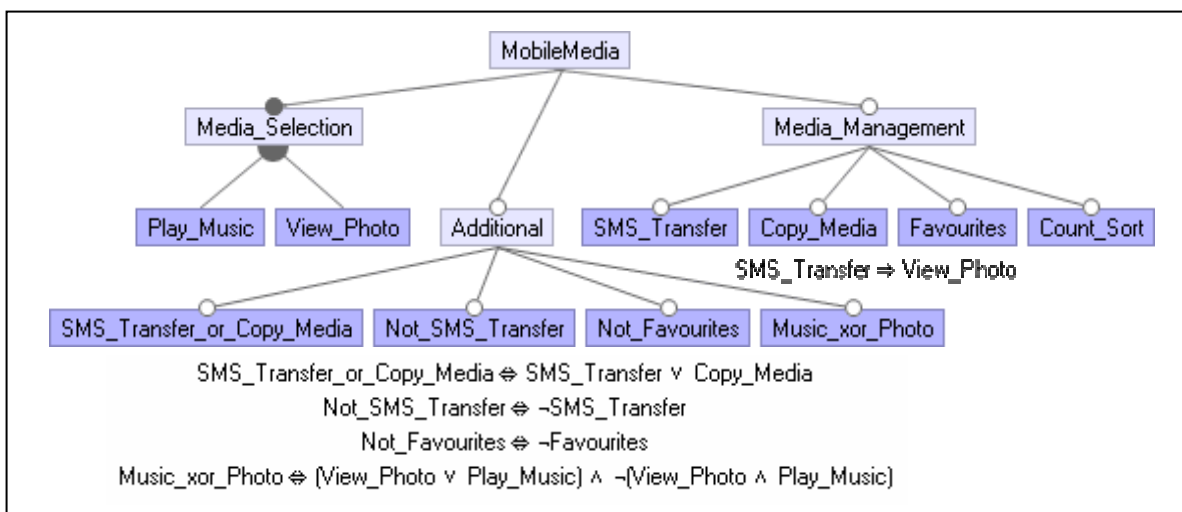 MobileMedia
Media_Selection Media_Management
Play_Music View_Photo Additional SMS_Transfer Copy_Media Favourites Count_Sort
SMS_Transfer ⇒ View_Photo
SMS_Transfer_or_Copy_Media Not_SMS_Transfer Not_Favourites Music_xor_Photo
SMS_Transfer_or_Copy_Media ⇔ SMS_Transfer ∨ Copy_Media
Not_SMS_Transfer ⇔ ¬SMS_Transfer
Not_Favourites ⇔ ¬Favourites
Music_xor_Photo ⇔ (View_Photo ∨ Play_Music) ∧ ¬(View_Photo ∧ Play_Music)